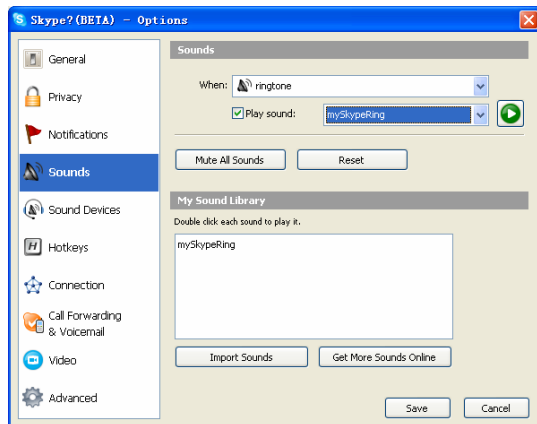 Skype?(BETA) - Options
General
Privacy
Notifications
Sounds
Sound Devices
H Hotkeys
Connection
Call Forwarding
& Voicemail
Video
Advanced
Sounds
When: ringtone
Play sound: mySkypeRing
Mute All Sounds Reset
My Sound Library
Double click each sound to play it.
mySkypeRing
Import Sounds Get More Sounds Online
Save Cancel